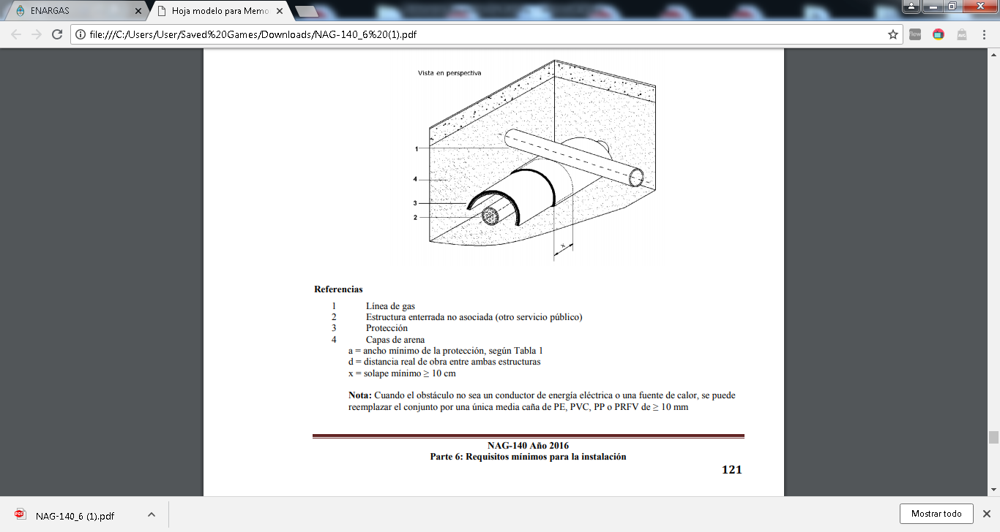 ENARGAS
Hoja modelo para Memo
file:///C:/Users/User/Saved%20Games/Downloads/NAG-140_6%20(1).pdf
Vista en perspectiva
1
4
3
2
x
Referencias
1 Línea de gas
2 Estructura enterrada no asociada (otro servicio público)
3 Protección
4 Capas de arena
a = ancho mínimo de la protección, según Tabla 1
d = distancia real de obra entre ambas estructuras
x = solape mínimo ≥ 10 cm
Nota: Cuando el obstáculo no sea un conductor de energía eléctrica o una fuente de calor, se puede
reemplazar el conjunto por una única media caña de PE, PVC, PP o PRFV de ≥ 10 mm
NAG-140 Año 2016
Parte 6: Requisitos mínimos para la instalación
121
NAG-140_6 (1).pdf
Mostrar todo